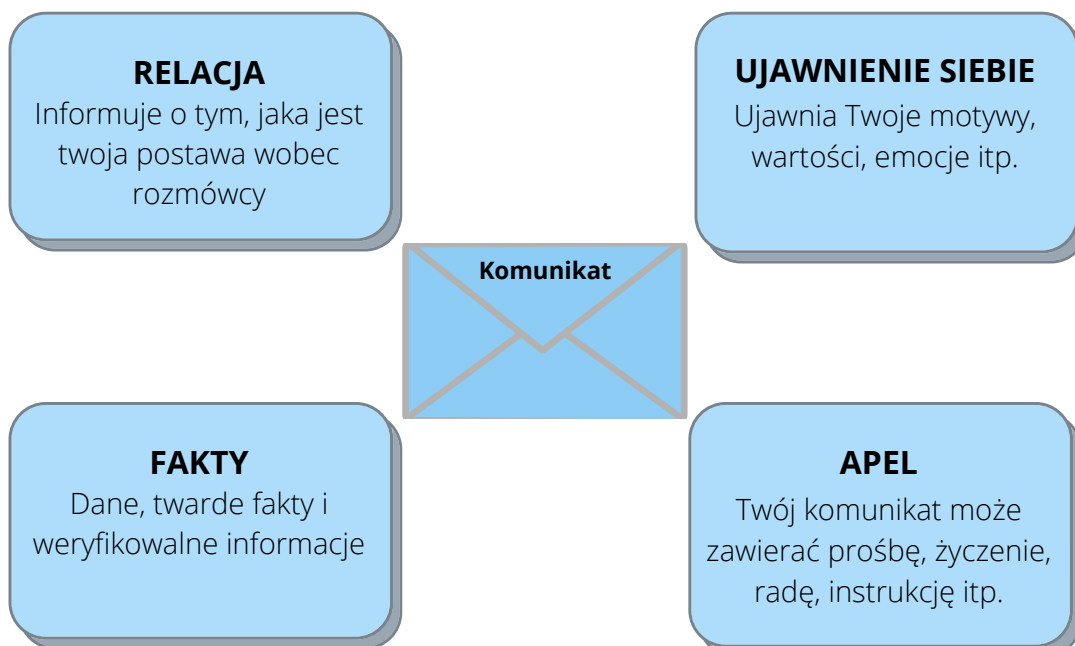 RELACJA
Informuje o tym, jaka jest
twoja postawa wobec
rozmówcy
UJAWNIENIE SIEBIE
Ujawnia Twoje motywy,
wartości, emocje itp.
Komunikat
FAKTY
Dane, twarde fakty i
weryfikowalne informacje
APEL
Twój komunikat może
zawierać prośbę, życzenie,
radę, instrukcję itp.